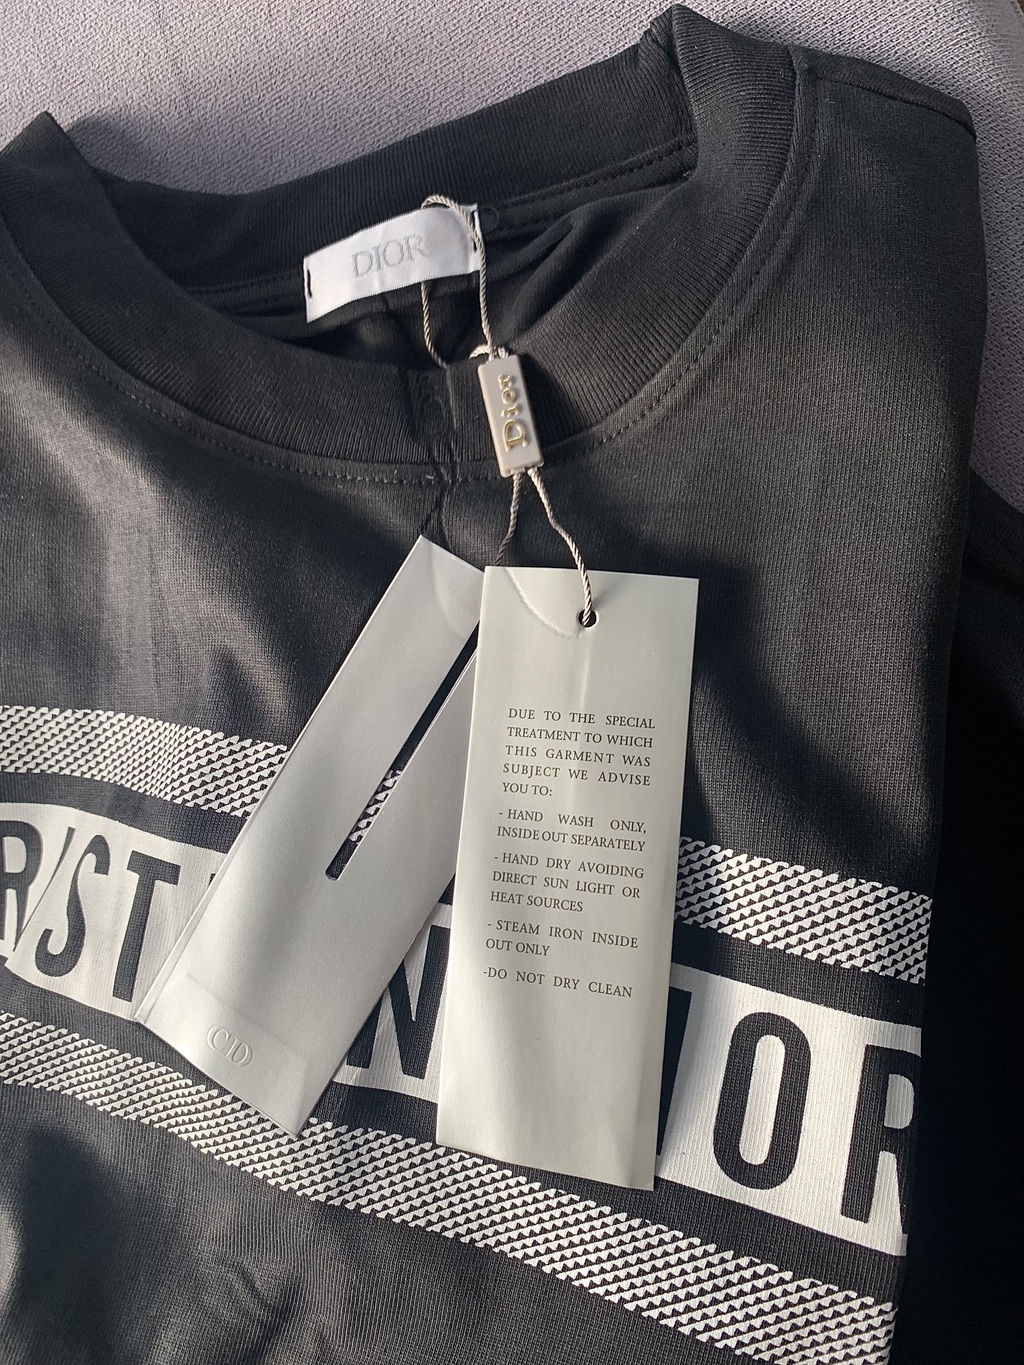 DIOR
Dior
DUE TO THE SPECIAL
TREATMENT TO WHICH
THIS GARMENT WAS
SUBJECT WE ADVISE
YOU TO:
- HAND WASH ONLY,
INSIDE OUT SEPARATELY
- HAND DRY AVOIDING
DIRECT SUN LIGHT OR
HEAT SOURCES
- STEAM IRON INSIDE
OUT ONLY
-DO NOT DRY CLEAN
CD